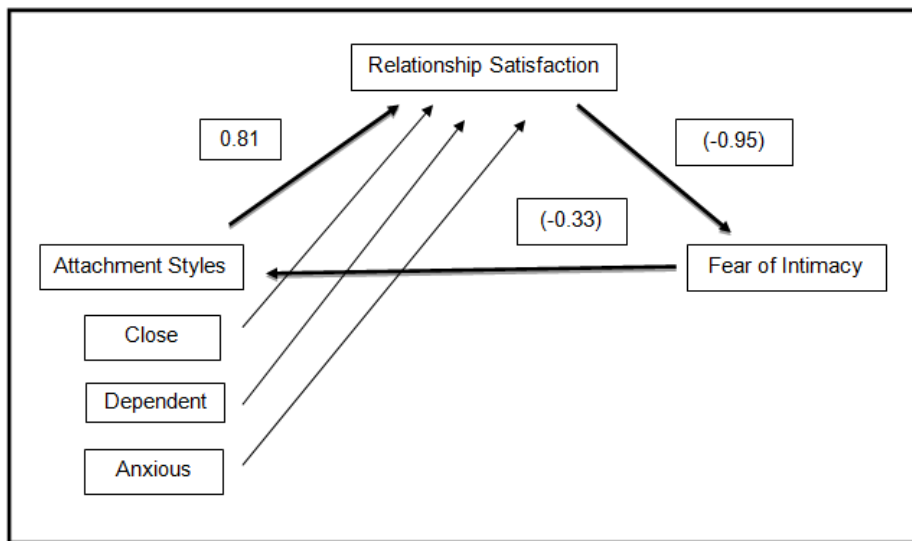 Relationship Satisfaction
0.81
(-0.95)
(-0.33)
Attachment Styles
Fear of Intimacy
Close
Dependent
Anxious